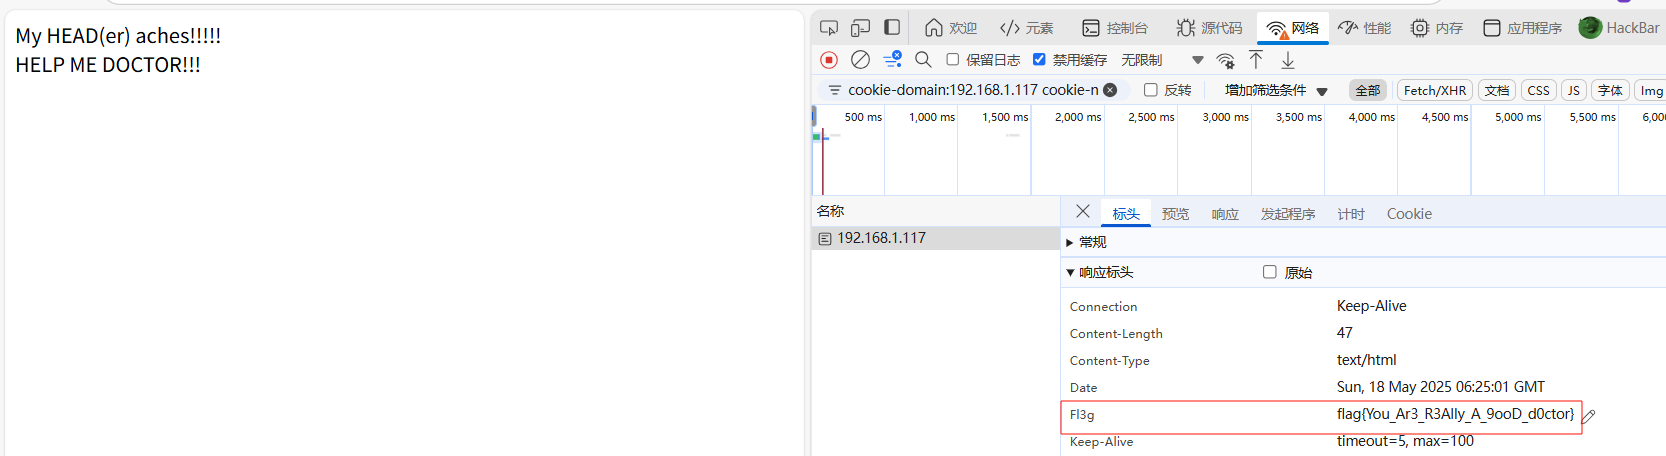 My HEAD(er) aches!!!!!
HELP ME DOCTOR!!!
欢迎 元素 控制台 源代码 网络 性能 内存 应用程序 HackBar
保留日志 禁用缓存 无限制
cookie-domain:192.168.1.117 cookie-n 反转 增加筛选条件 全部 Fetch/XHR 文档 CSS JS 字体 Img
500 ms 1,000 ms 1,500 ms 2,000 ms 2,500 ms 3,000 ms 3,500 ms 4,000 ms 4,500 ms 5,000 ms 5,500 ms 6,00
名称
192.168.1.117
标头 预览 响应 发起程序 计时 Cookie
常规
响应标头 原始
Connection Keep-Alive
Content-Length 47
Content-Type text/html
Date Sun, 18 May 2025 06:25:01 GMT
Fl3g flag{You_Ar3_R3Ally_A_9ooD_d0ctor}
Keep-Alive timeout=5, max=100